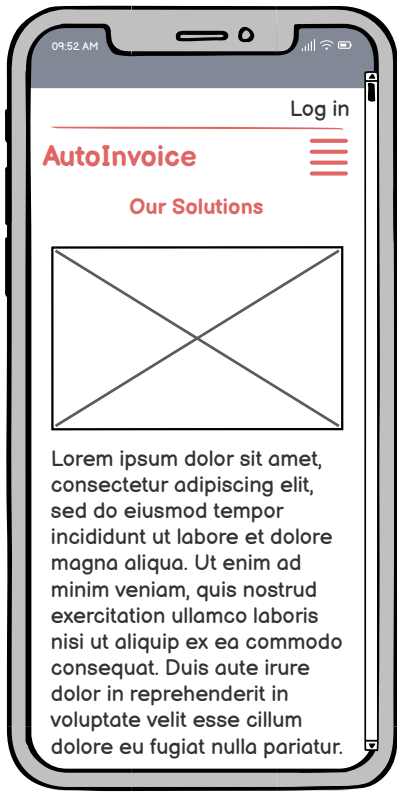 09:52 AM
Log in
AutoInvoice
Our Solutions
Lorem ipsum dolor sit amet,
consectetur adipiscing elit,
sed do eiusmod tempor
incididunt ut labore et dolore
magna aliqua. Ut enim ad
minim veniam, quis nostrud
exercitation ullamco laboris
nisi ut aliquip ex ea commodo
consequat. Duis aute irure
dolor in reprehenderit in
voluptate velit esse cillum
dolore eu fugiat nulla pariatur.